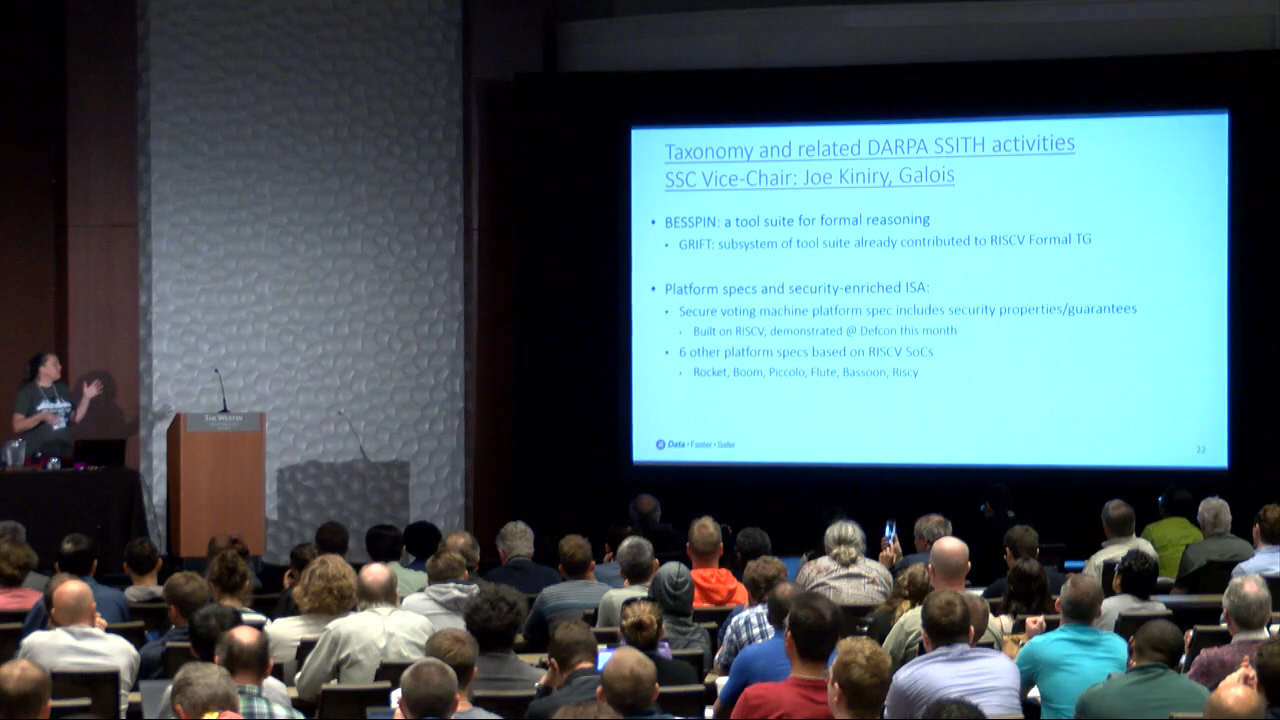 Taxonomy and related DARPA SSITH activities
SSC Vice-Chair: Joe Kiniry, Galois
• BESSPIN: a tool suite for formal reasoning
• GRIFT: subsystem of tool suite already contributed to RISCV Formal TG
• Platform specs and security-enriched ISA:
• Secure voting machine platform spec includes security properties/guarantees
• Built on RISCV; demonstrated @ Defcon this month
• 6 other platform specs based on RISCV SoCs
• Rocket, Boom, Piccolo, Flute, Bassoon, Riscy
Data • Faster • Safer
22
THE WESTIN